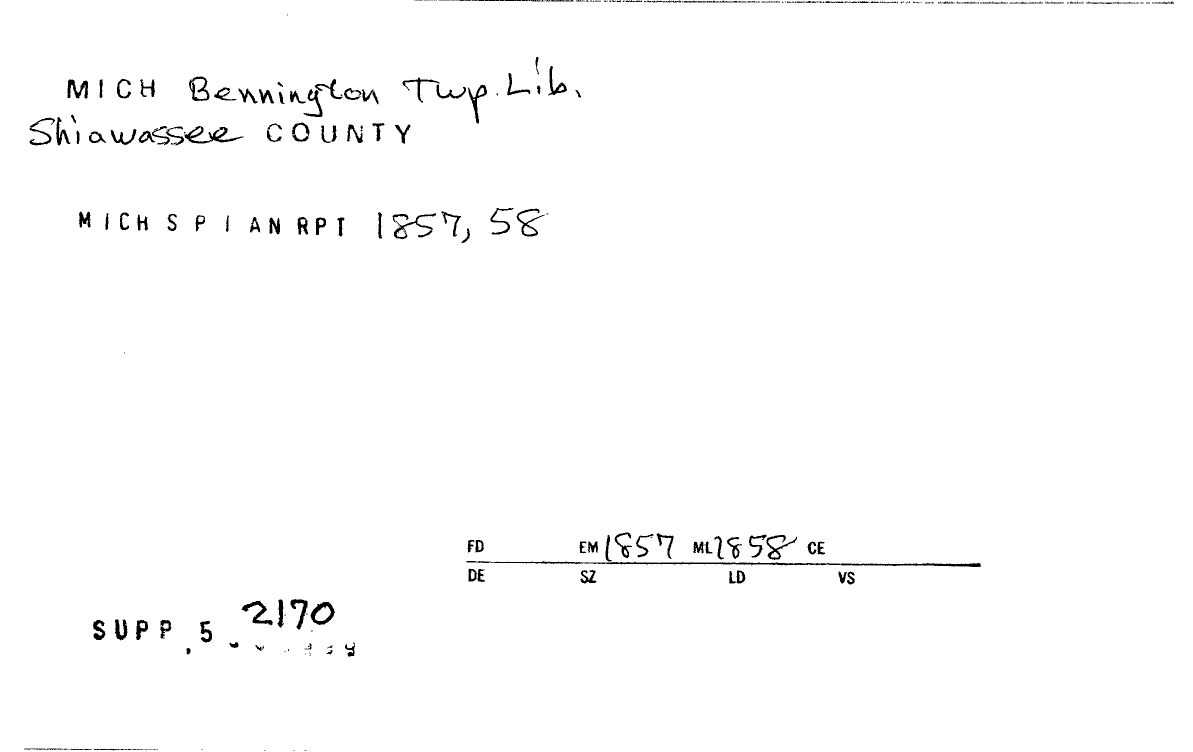 MICH Bennington Twp. Lib.
Shiawassee COUNTY
MICH S P I AN RPT 1857, 58
FD EM 1857 ML 1858 CE
DE SZ LD VS
2170
SUPP, 5